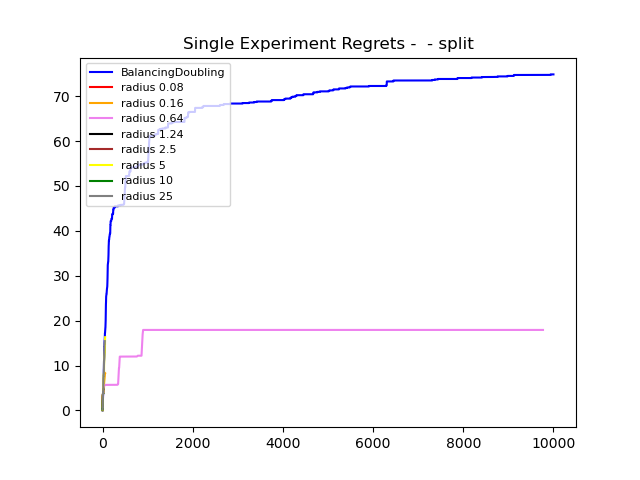 Single Experiment Regrets -  - split
BalancingDoubling
radius 0.08
radius 0.16
radius 0.64
radius 1.24
radius 2.5
radius 5
radius 10
radius 25
70
60
50
40
30
20
10
0
0 2000 4000 6000 8000 10000